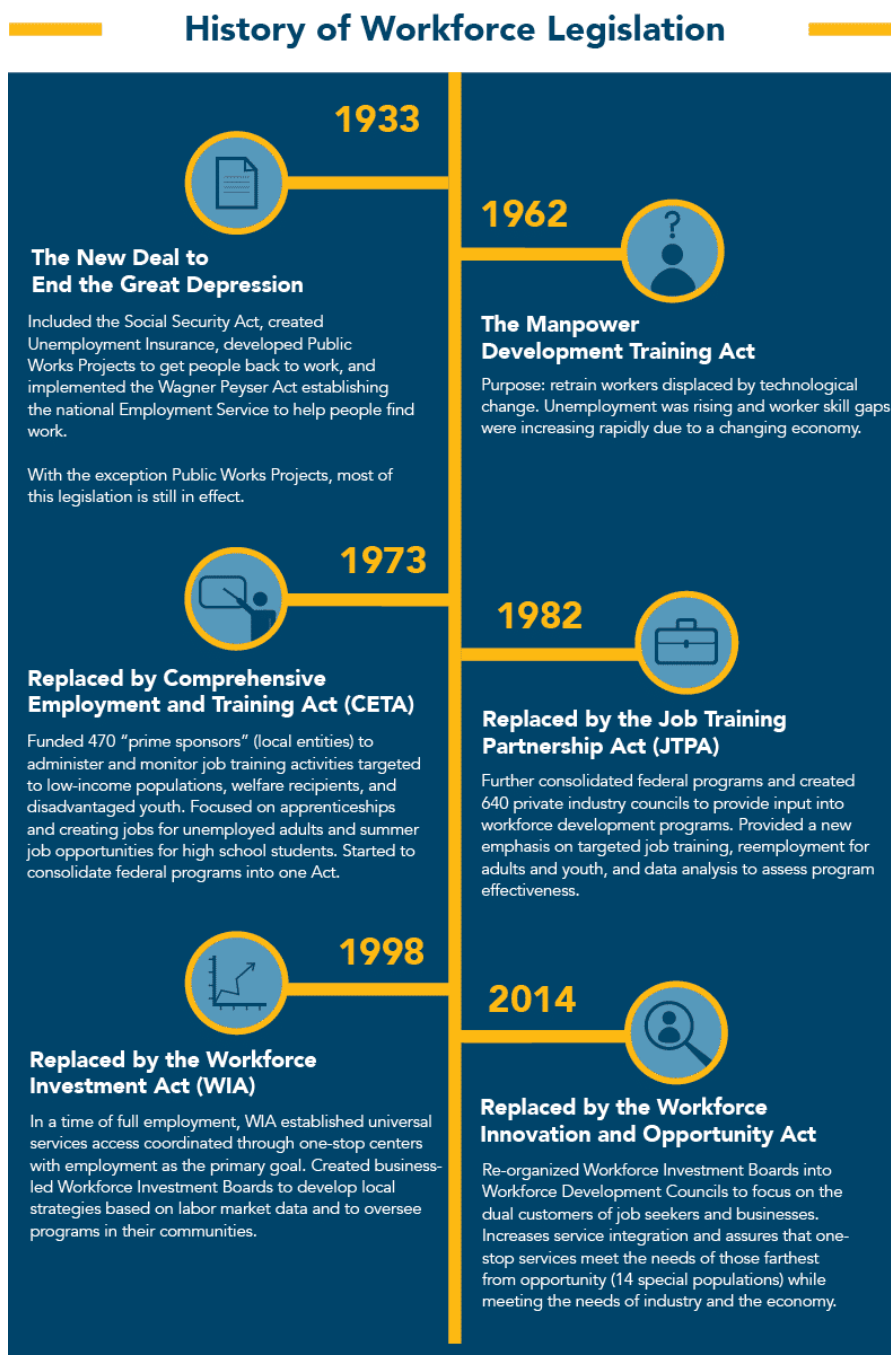 History of Workforce Legislation
1933
The New Deal to
End the Great Depression
Included the Social Security Act, created
Unemployment Insurance, developed Public
Works Projects to get people back to work, and
implemented the Wagner Peyser Act establishing
the national Employment Service to help people find
work.
With the exception Public Works Projects, most of
this legislation is still in effect.
1962
?
The Manpower
Development Training Act
Purpose: retrain workers displaced by technological
change. Unemployment was rising and worker skill gaps
were increasing rapidly due to a changing economy.
1973
Replaced by Comprehensive
Employment and Training Act (CETA)
Funded 470 “prime sponsors” (local entities) to
administer and monitor job training activities targeted
to low-income populations, welfare recipients, and
disadvantaged youth. Focused on apprenticeships
and creating jobs for unemployed adults and summer
job opportunities for high school students. Started to
consolidate federal programs into one Act.
1982
Replaced by the Job Training
Partnership Act (JTPA)
Further consolidated federal programs and created
640 private industry councils to provide input into
workforce development programs. Provided a new
emphasis on targeted job training, reemployment for
adults and youth, and data analysis to assess program
effectiveness.
1998
Replaced by the Workforce
Investment Act (WIA)
In a time of full employment, WIA established universal
services access coordinated through one-stop centers
with employment as the primary goal. Created business-
led Workforce Investment Boards to develop local
strategies based on labor market data and to oversee
programs in their communities.
2014
Replaced by the Workforce
Innovation and Opportunity Act
Re-organized Workforce Investment Boards into
Workforce Development Councils to focus on the
dual customers of job seekers and businesses.
Increases service integration and assures that one-
stop services meet the needs of those farthest
from opportunity (14 special populations) while
meeting the needs of industry and the economy.